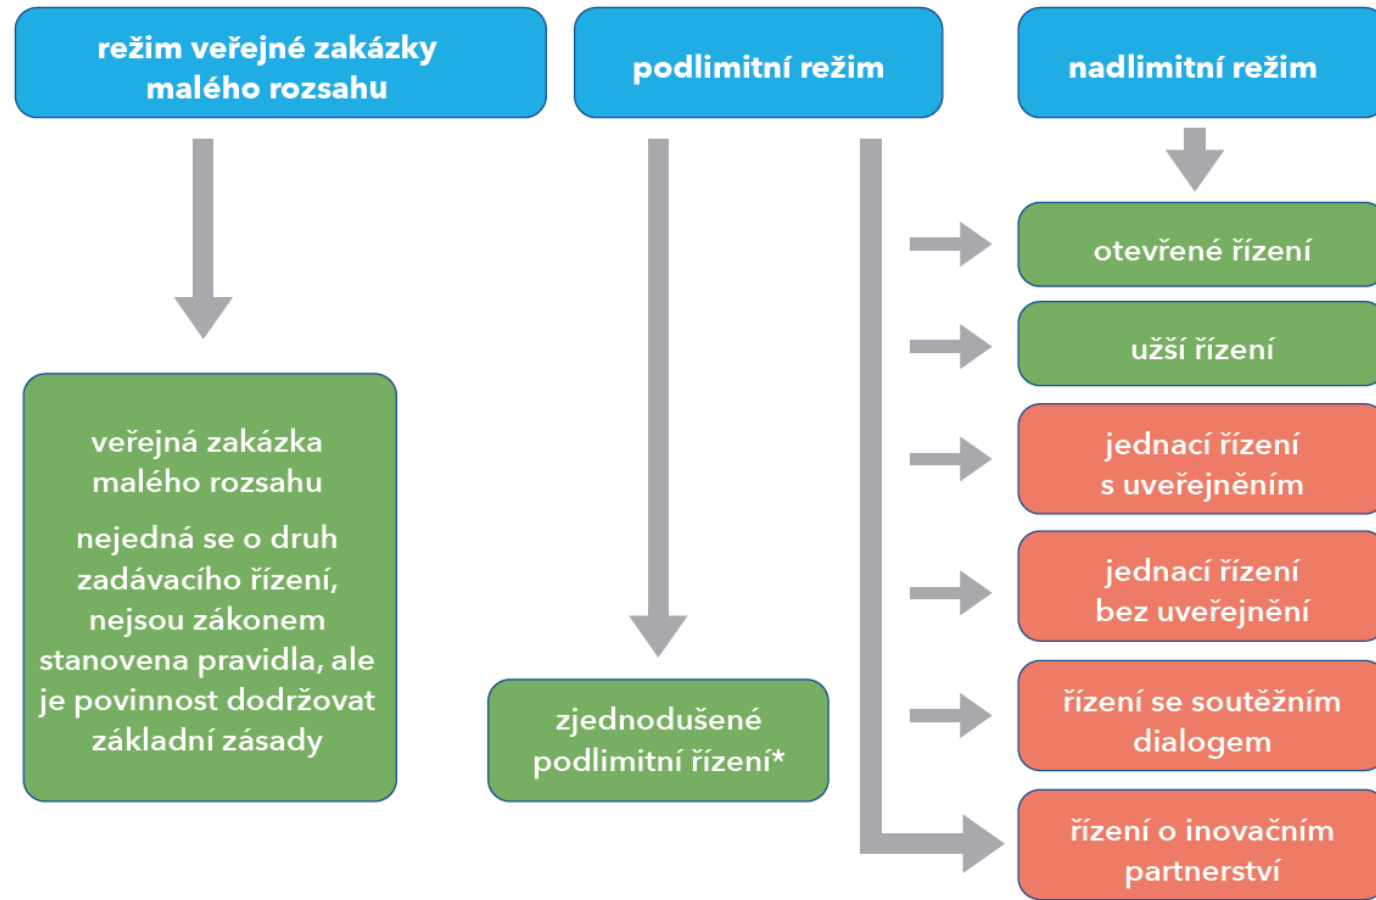 režim veřejné zakázky
malého rozsahu
podlimitní režim
nadlimitní režim
veřejná zakázka
malého rozsahu
nejedná se o druh
zadávacího řízení,
nejsou zákonem
stanovena pravidla, ale
je povinnost dodržovat
základní zásady
zjednodušené
podlimitní řízení*
otevřené řízení
užší řízení
jednací řízení
s uveřejněním
jednací řízení
bez uveřejnění
řízení se soutěžním
dialogem
řízení o inovačním
partnerství